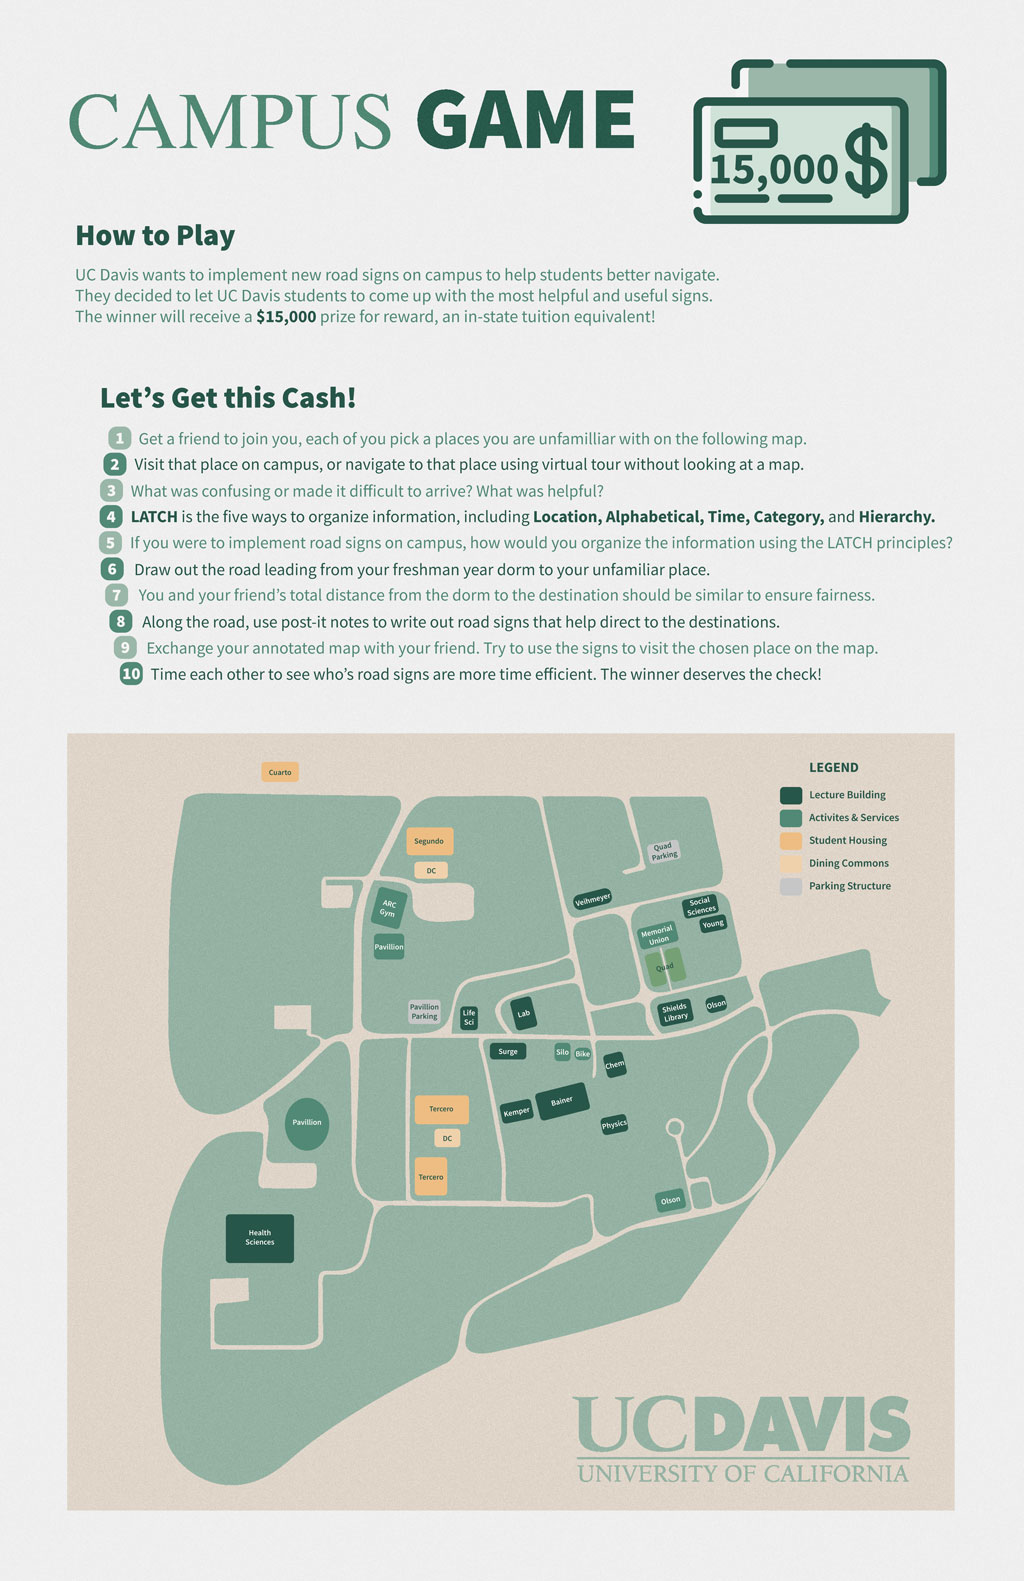 CAMPUS GAME
15,000 $
How to Play
UC Davis wants to implement new road signs on campus to help students better navigate.
They decided to let UC Davis students to come up with the most helpful and useful signs.
The winner will receive a $15,000 prize for reward, an in-state tuition equivalent!
Let's Get this Cash!
1 Get a friend to join you, each of you pick a places you are unfamilliar with on the following map.
2 Visit that place on campus, or navigate to that place using virtual tour without looking at a map.
3 What was confusing or made it difficult to arrive? What was helpful?
4 LATCH is the five ways to organize information, including Location, Alphabetical, Time, Category, and Hierarchy.
5 If you were to implement road signs on campus, how would you organize the information using the LATCH principles?
6 Draw out the road leading from your freshman year dorm to your unfamiliar place.
7 You and your friend's total distance from the dorm to the destination should be similar to ensure fairness.
8 Along the road, use post-it notes to write out road signs that help direct to the destinations.
9 Exchange your annotated map with your friend. Try to use the signs to visit the chosen place on the map.
10 Time each other to see who's road signs are more time efficient. The winner deserves the check!
LEGEND
Lecture Building
Activites & Services
Student Housing
Dining Commons
Parking Structure
Cuarto
Segundo
DC
Quad
Parking
ARC
Gym
Veihmeyer
Social
Sciences
Young
Memorial
Union
Pavillion
Quad
Pavillion
Parking
Life
Sci
Lab
Shields
Library
Olson
Surge
Silo
Bike
Chem
Tercero
Kemper
Bainer
Physics
Pavillion
DC
Tercero
Olson
Health
Sciences
UCDAVIS
UNIVERSITY OF CALIFORNIA